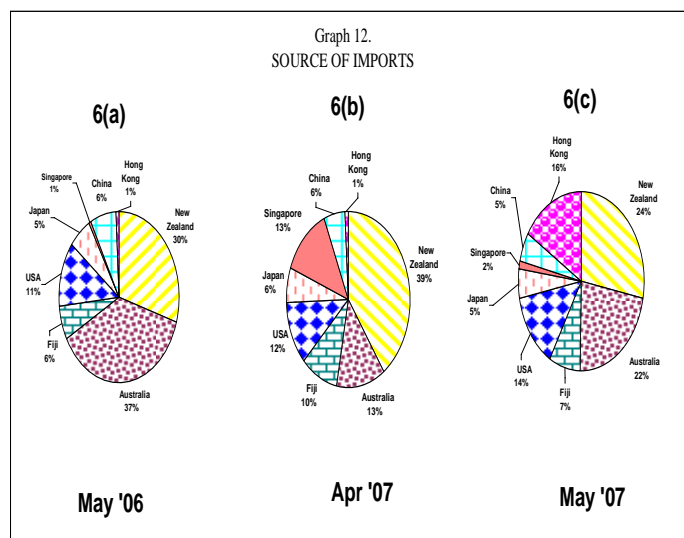 Graph 12.
SOURCE OF IMPORTS
6(a)
Hong
Kong
1%
China
6%
Singapore
1%
Japan
5%
USA
11%
Fiji
6%
Australia
37%
New
Zealand
30%
May '06
6(b)
Hong
Kong
1%
China
6%
Singapore
13%
Japan
6%
USA
12%
Fiji
10%
Australia
13%
New
Zealand
39%
Apr '07
6(c)
Hong
Kong
16%
China
5%
Singapore
2%
Japan
5%
USA
14%
Fiji
7%
Australia
22%
New
Zealand
24%
May '07